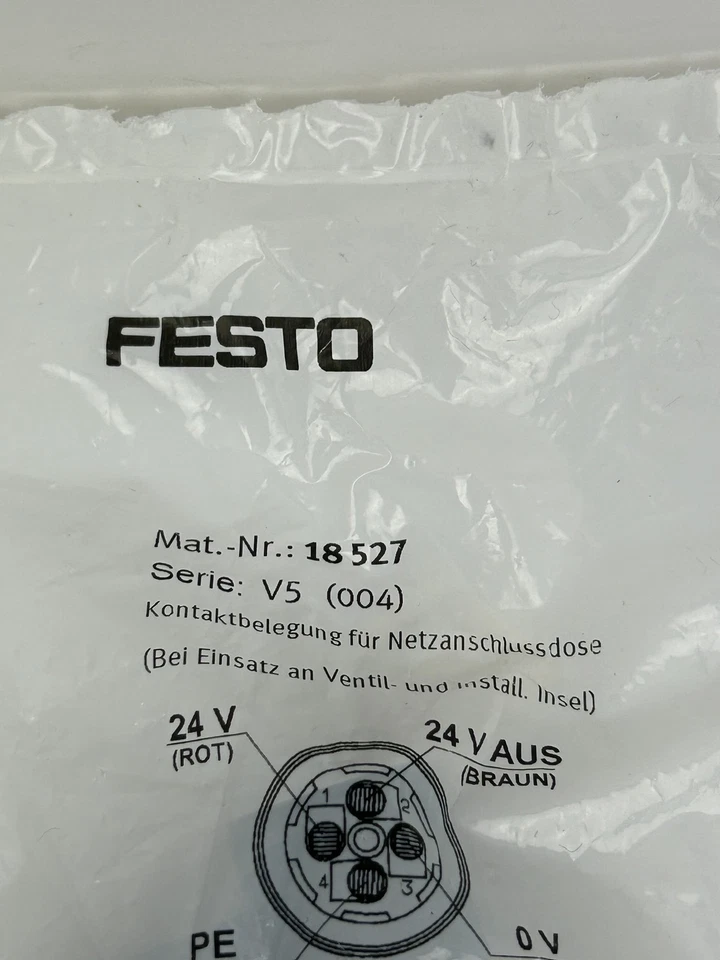 FESTO
Mat.-Nr.: 18 527
Serie: V5 (004)
Kontaktbelegung für Netzanschlussdose
(Bei Einsatz an Ventil- und install. Insel)
24 V
(ROT)
24 V AUS
(BRAUN)
1
2
4
3
PE
0 V